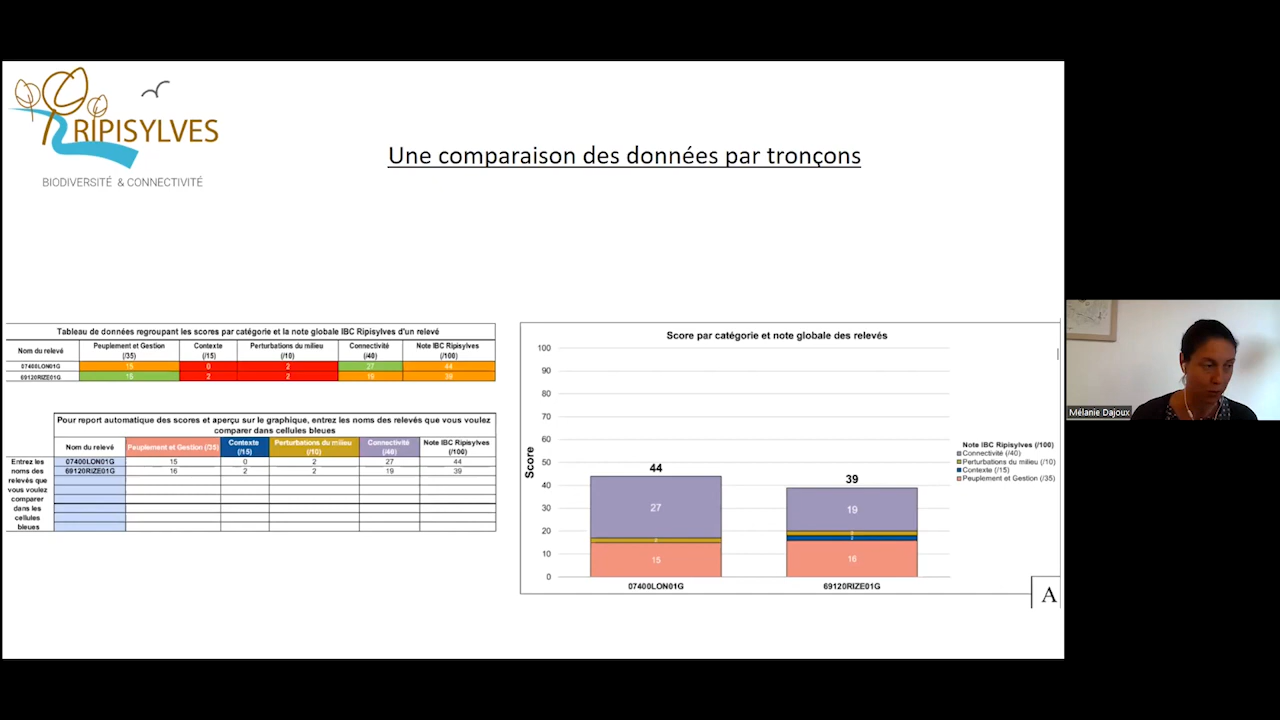 RIPISYLVES
BIODIVERSITÉ & CONNECTIVITÉ
Une comparaison des données par tronçons
Tableau de données regroupant les scores par catégorie et la note globale IBC Ripisylves d'un relevé
Nom du relevé Peuplement et Gestion (/35) Contexte (/15) Perturbations du milieu (/10) Connectivité (/40) Note IBC Ripisylves (/100)
07400LON01G 15 0 2 27 44
69120RIZE01G 2 2 19 39
Pour report automatique des scores et aperçu sur le graphique, entrez les noms des relevés que vous voulez
comparer dans cellules bleues
Nom du relevé Peuplement et Gestion (/35) Contexte (/15) Perturbations du milieu (/10) Connectivité (/40) Note IBC Ripisylves (/100)
Entrez les
noms des
relevés que
vous voulez
comparer
dans les
cellules
bleues
07400LON01G 15 0 2 27 44
69120RIZE01G 16 2 2 19 39
Score par catégorie et note globale des relevés
Score
100
90
80
70
60
50
40
30
20
10
0
44
27
2
15
07400LON01G
39
19
2
2
16
69120RIZE01G
Note IBC Ripisylves (/100)
Connectivité (/40)
Perturbations du milieu (/10)
Contexte (/15)
Peuplement et Gestion (/35)
A
Mélanie Dajoux